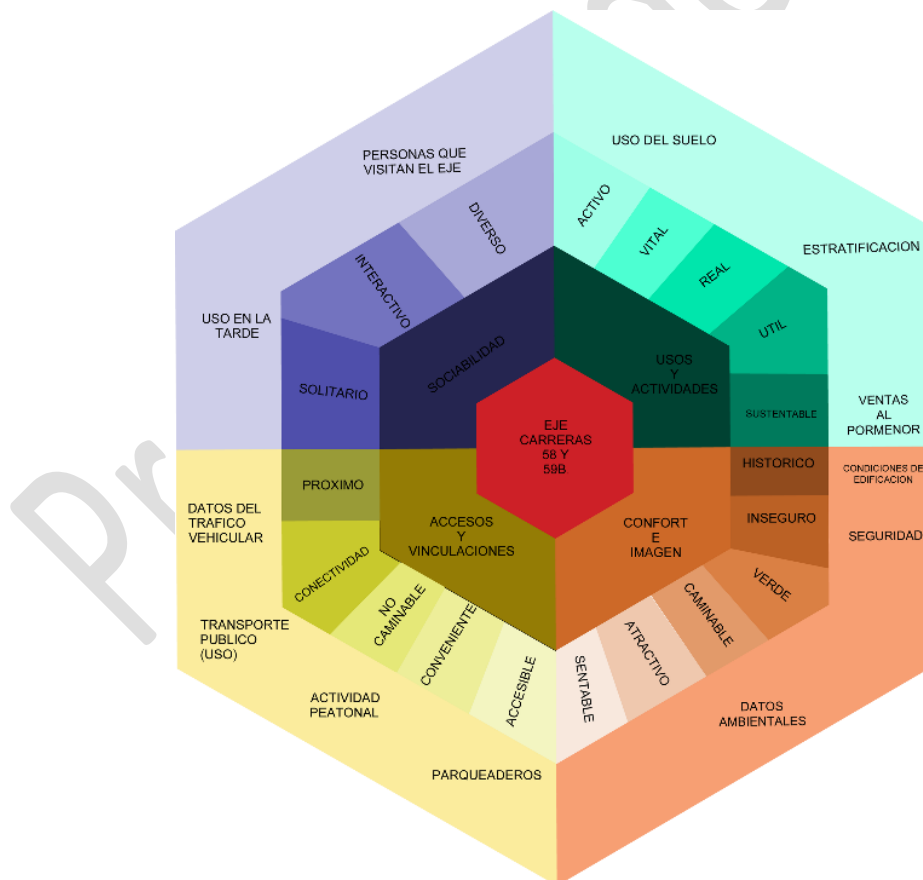 USO DEL SUELO
PERSONAS QUE
VISITAN EL EJE
ACTIVO
DIVERSO
VITAL
REAL
ESTRATIFICACION
INTERACTIVO
UTIL
USO EN LA
TARDE
SOCIABILIDAD
USOS
Y
ACTIVIDADES
SOLITARIO
SUSTENTABLE
VENTAS
AL
PORMENOR
EJE
CARRERAS
58 Y
59B
HISTORICO
CONDICIONES DE
EDIFICACION
PROXIMO
DATOS DEL
TRAFICO
VEHICULAR
ACCESOS
Y
VINCULACIONES
CONFORT
E
IMAGEN
INSEGURO
SEGURIDAD
CONECTIVIDAD
NO
CAMINABLE
CONVENIENTE
ACCESIBLE
SENTABLE
ATRACTIVO
CAMINABLE
VERDE
TRANSPORTE
PUBLICO
(USO)
ACTIVIDAD
PEATONAL
DATOS
AMBIENTALES
PARQUEADEROS